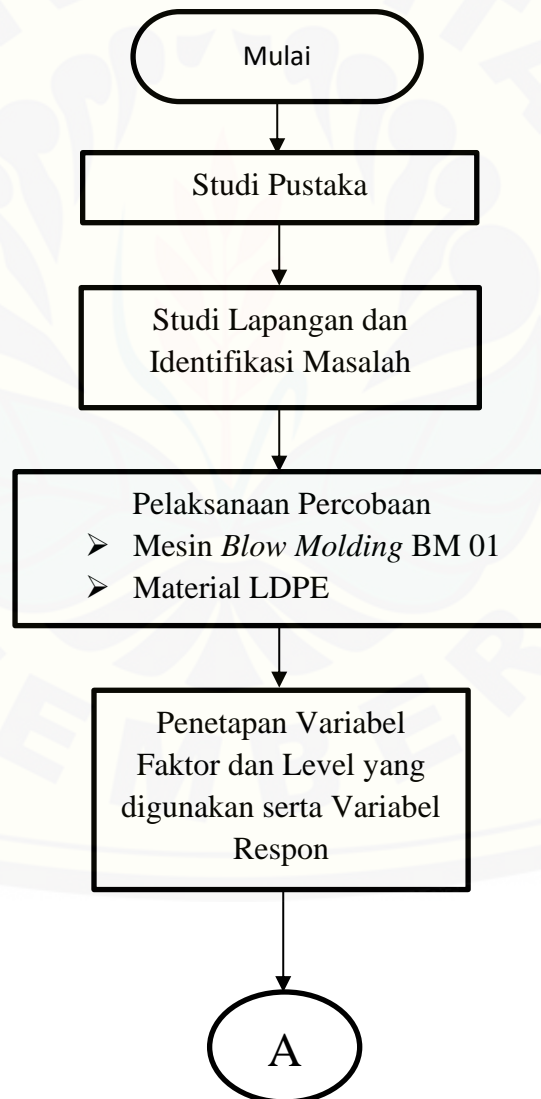 Mulai
Studi Pustaka
Studi Lapangan dan
Identifikasi Masalah
Pelaksanaan Percobaan
➢ Mesin Blow Molding BM 01
➢ Material LDPE
Penetapan Variabel
Faktor dan Level yang
digunakan serta Variabel
Respon
A